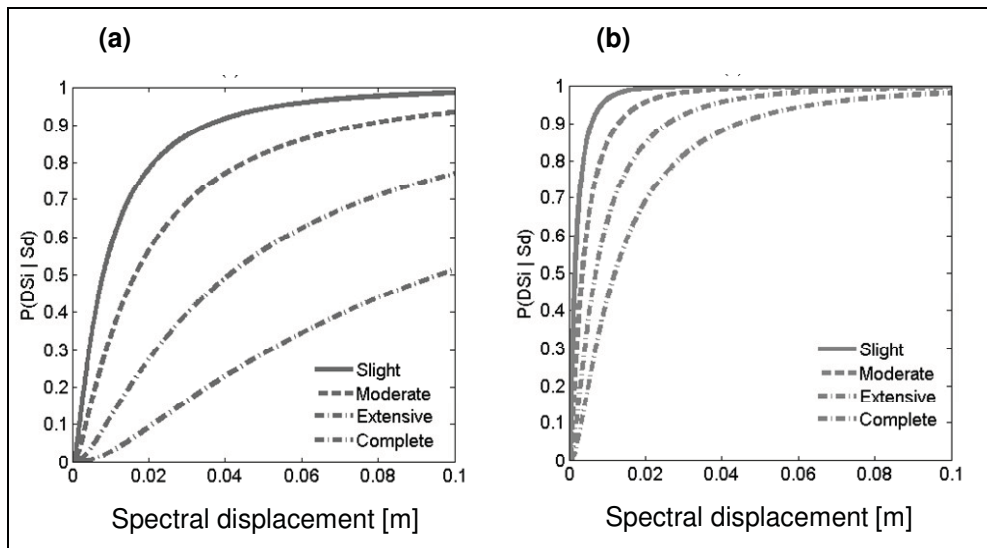 (a)
(b)
P(DSi | Sd)
1
0.9
0.8
0.7
0.6
0.5
0.4
0.3
0.2
0.1
0
0 0.02 0.04 0.06 0.08 0.1
Slight
Moderate
Extensive
Complete
Spectral displacement [m]
P(DSi | Sd)
1
0.9
0.8
0.7
0.6
0.5
0.4
0.3
0.2
0.1
0
0 0.02 0.04 0.06 0.08 0.1
Slight
Moderate
Extensive
Complete
Spectral displacement [m]